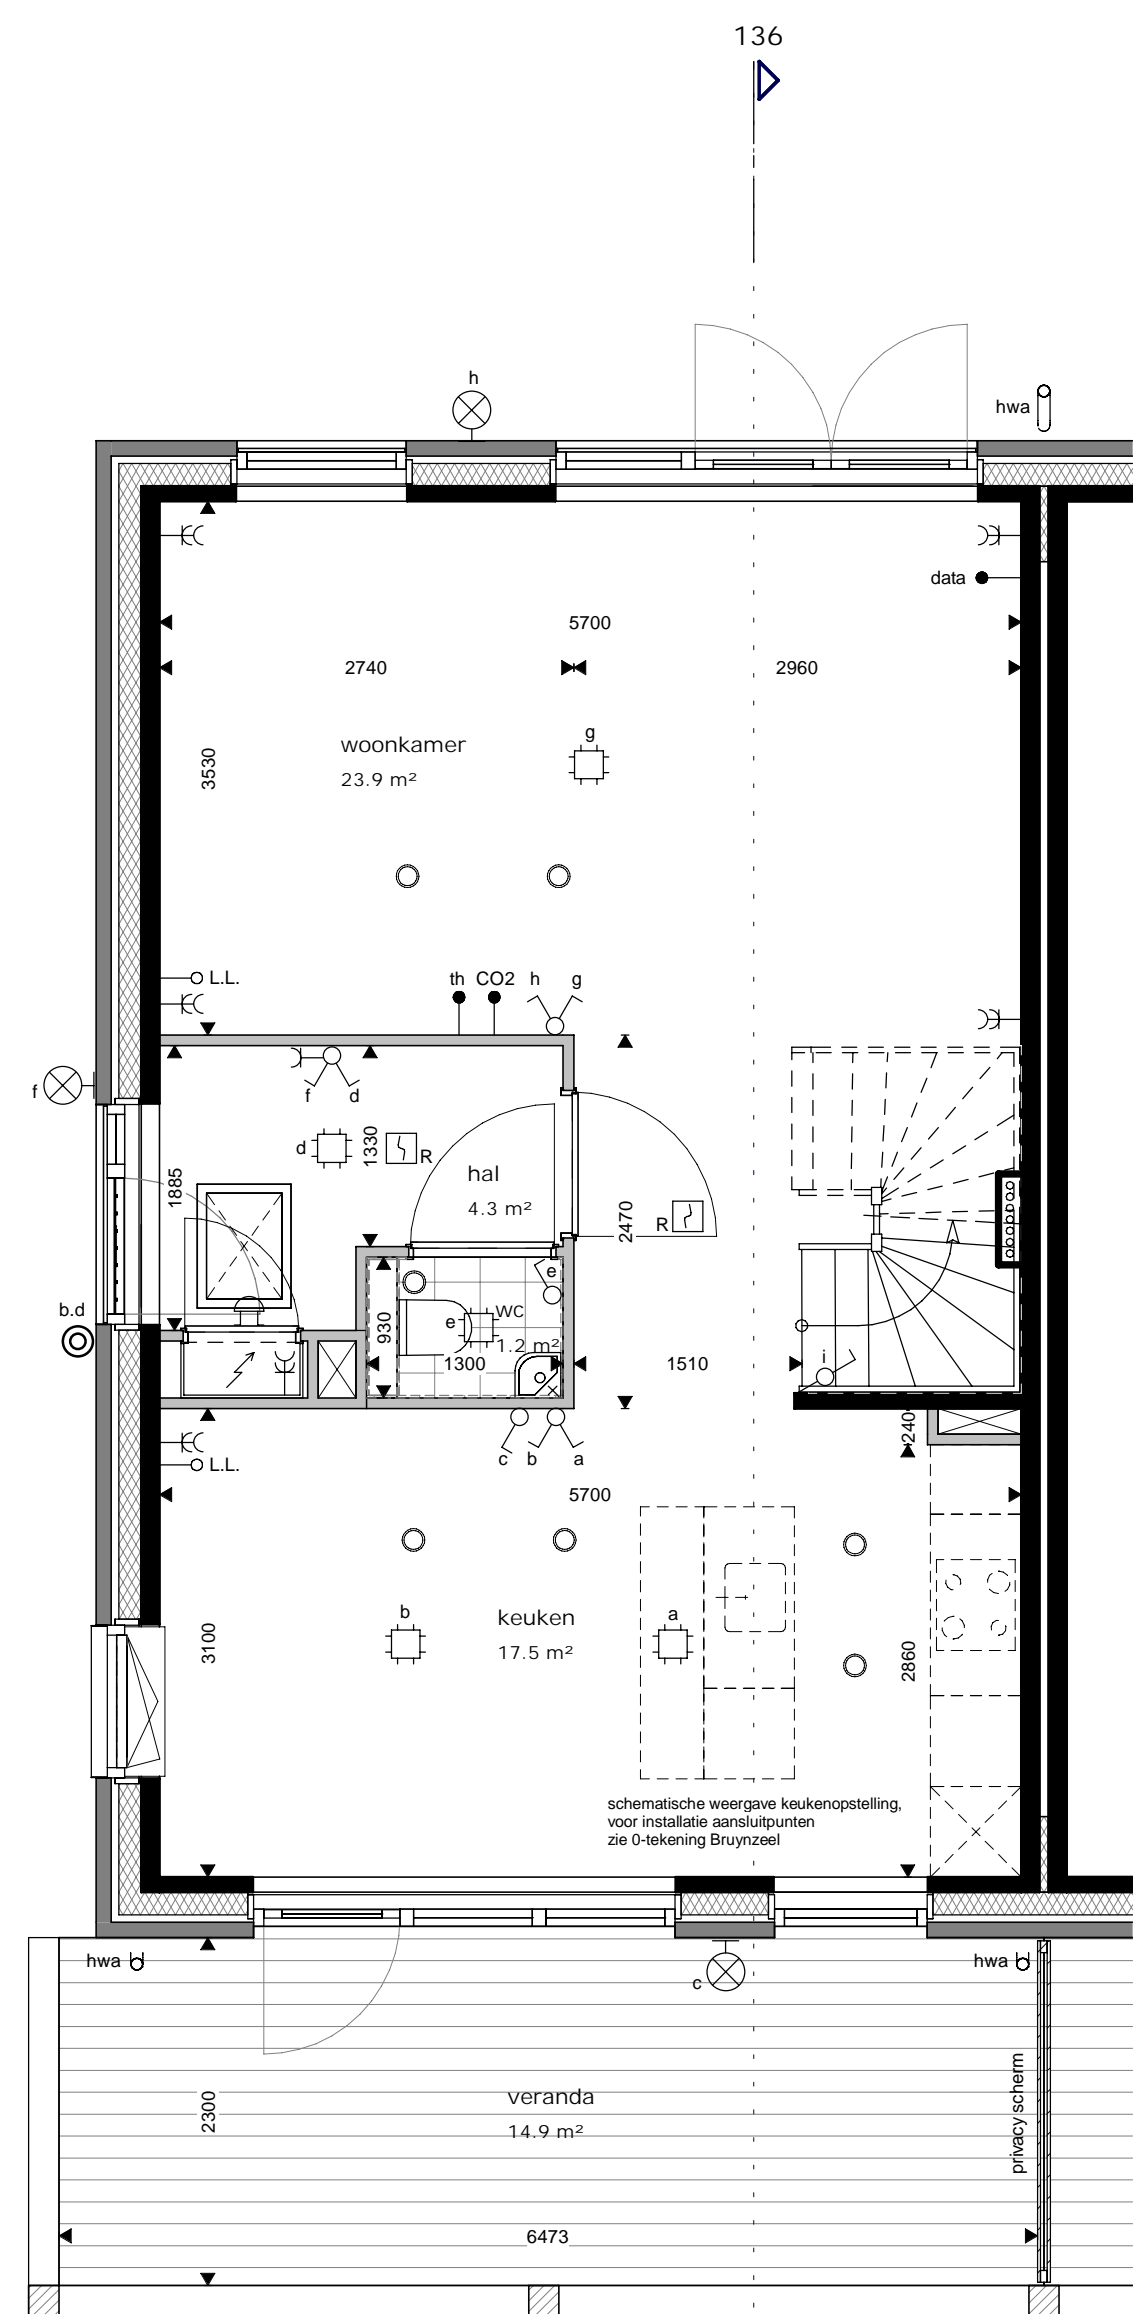 136
h
hwa
data
5700
2740
2960
g
woonkamer
23.9 m²
3530
L.L.
th
CO2
h
g
f
f
d
d
R
1330
hal
4.3 m²
1885
R
2470
b.d
e
e
wc
1.2 m²
930
1300
1510
i
240
c
b
a
L.L.
5700
b
keuken
17.5 m²
a
3100
2860
schematische weergave keukenopstelling,
voor installatie aansluitpunten
zie 0-tekening Bruynzeel
hwa
c
hwa
veranda
14.9 m²
2300
privacy scherm
6473